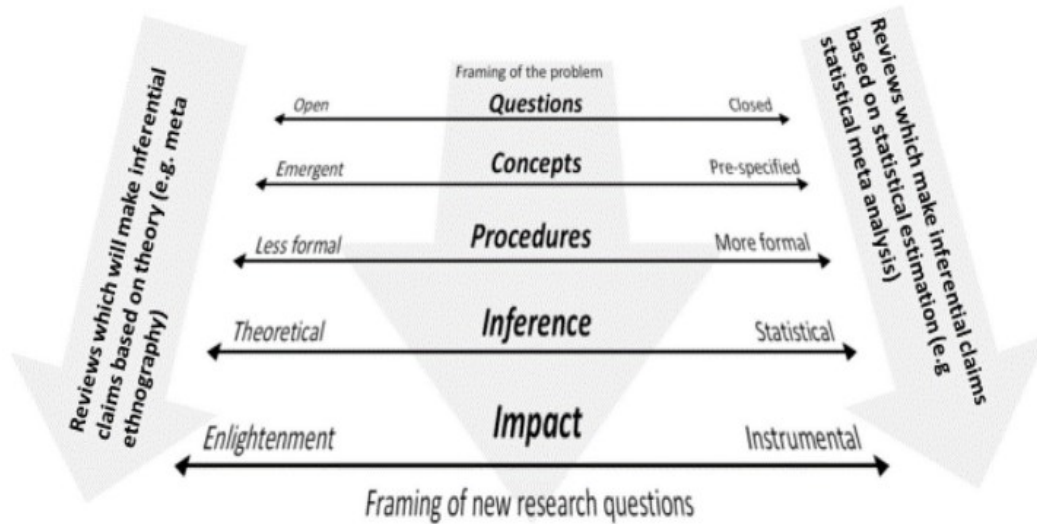 Reviews which will make inferential
claims based on theory (e.g. meta
ethnography)
Framing of the problem
Questions
Open
Closed
Concepts
Emergent
Pre-specified
Procedures
Less formal
More formal
Inference
Theoretical
Statistical
Impact
Enlightenment
Instrumental
Framing of new research questions
Reviews which make inferential claims
based on statistical estimation (e.g
statistical meta analysis)